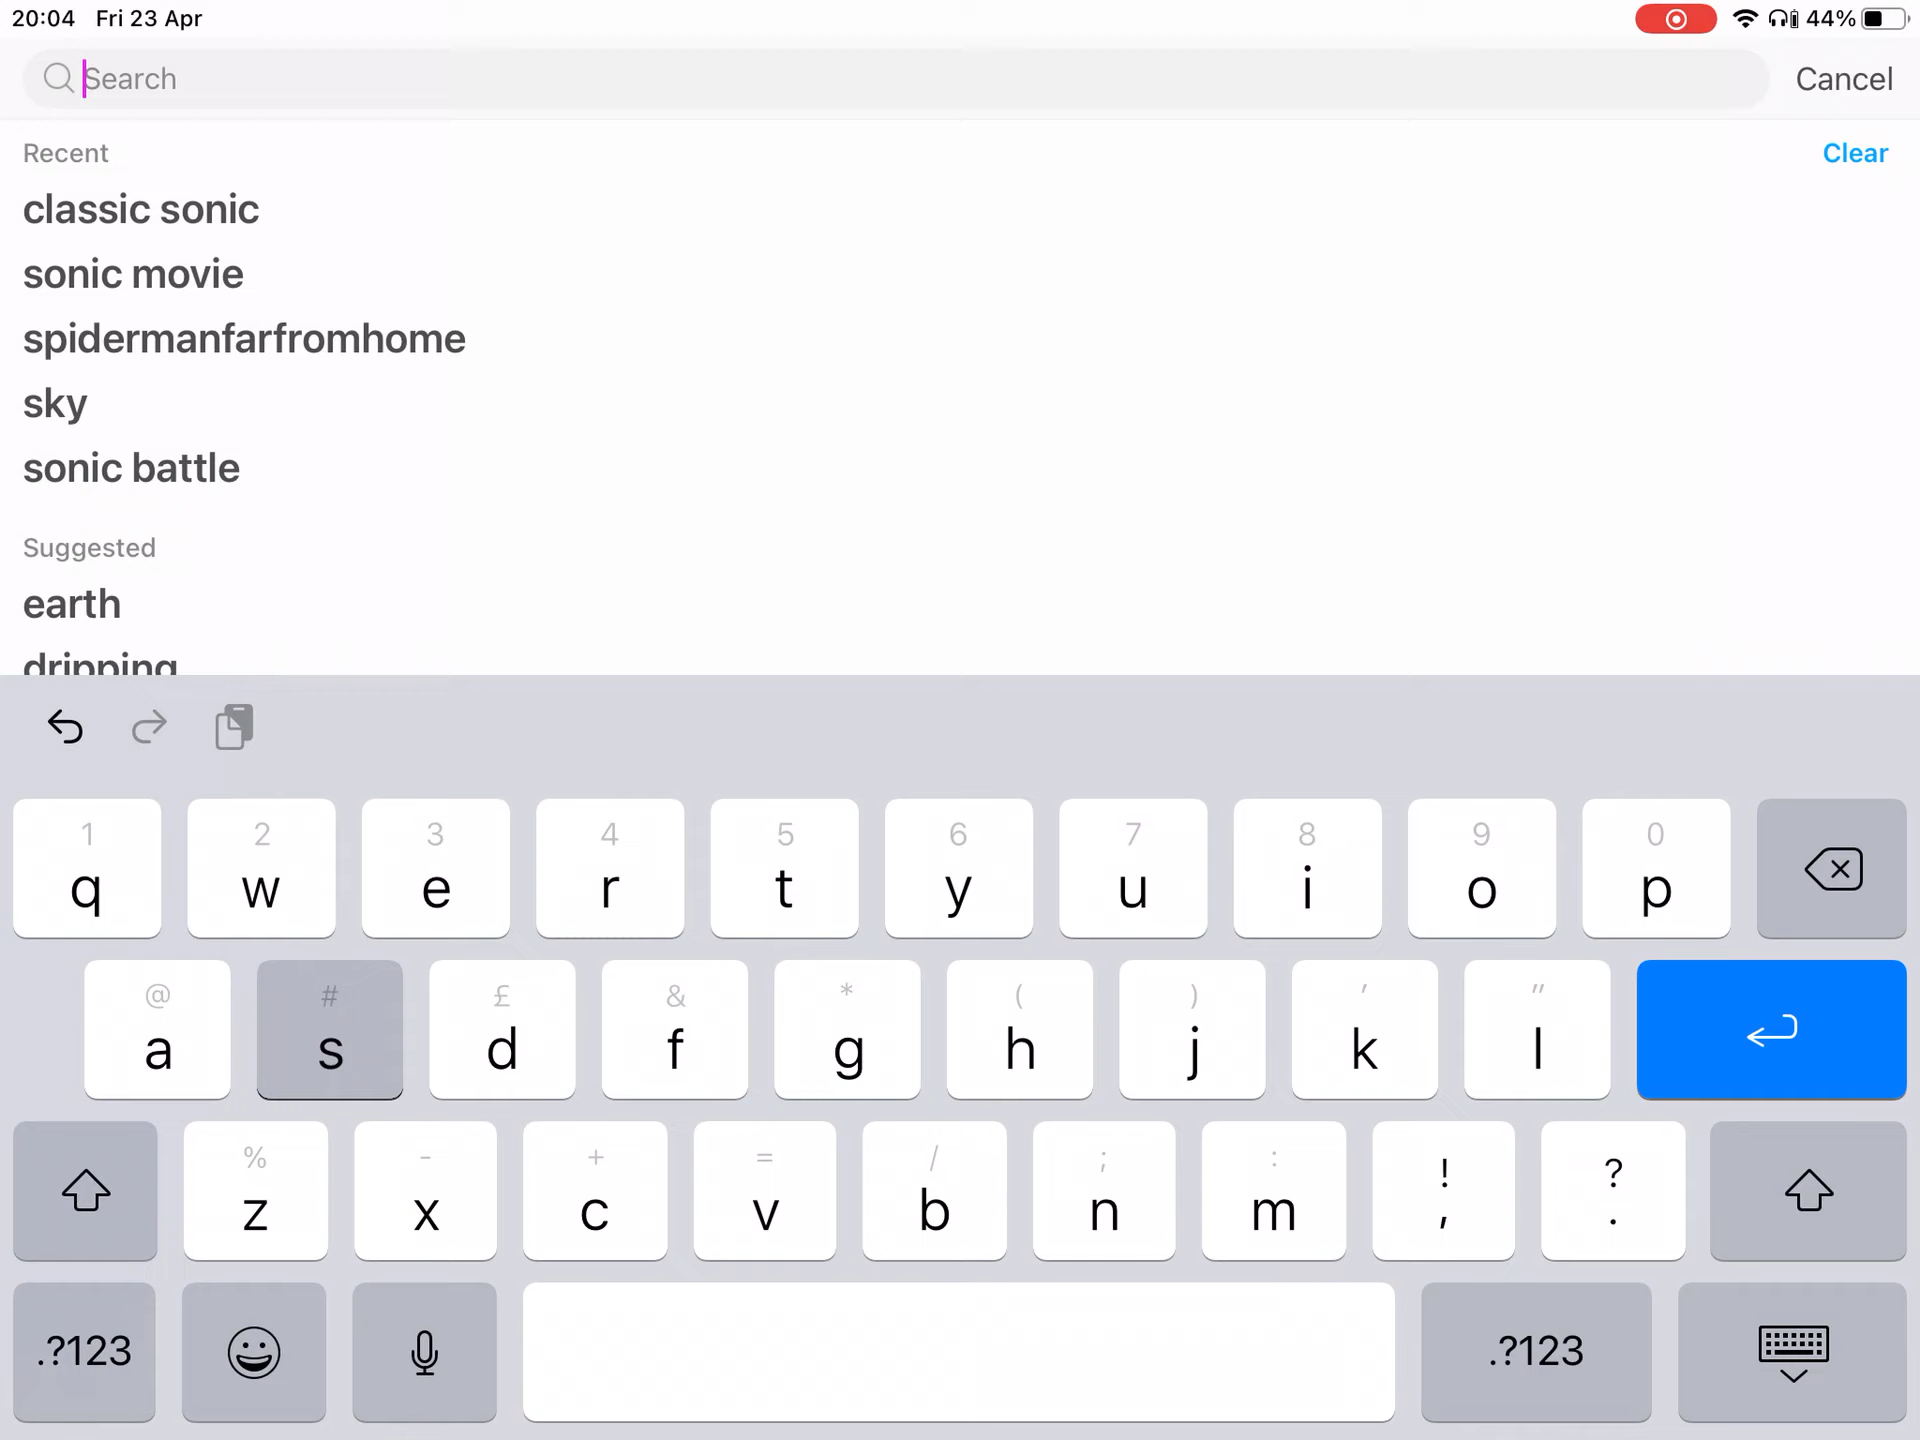 20:04 Fri 23 Apr 44%
Search Cancel
Recent Clear
classic sonic
sonic movie
spidermanfarfromhome
sky
sonic battle
Suggested
earth
dripping
1 2 3 4 5 6 7 8 9 0
q w e r t y u i o p
@ # £ & * ( ) ' "
a s d f g h j k l
% - + = / ; : ! ?
z x c v b n m , .
.?123 .?123